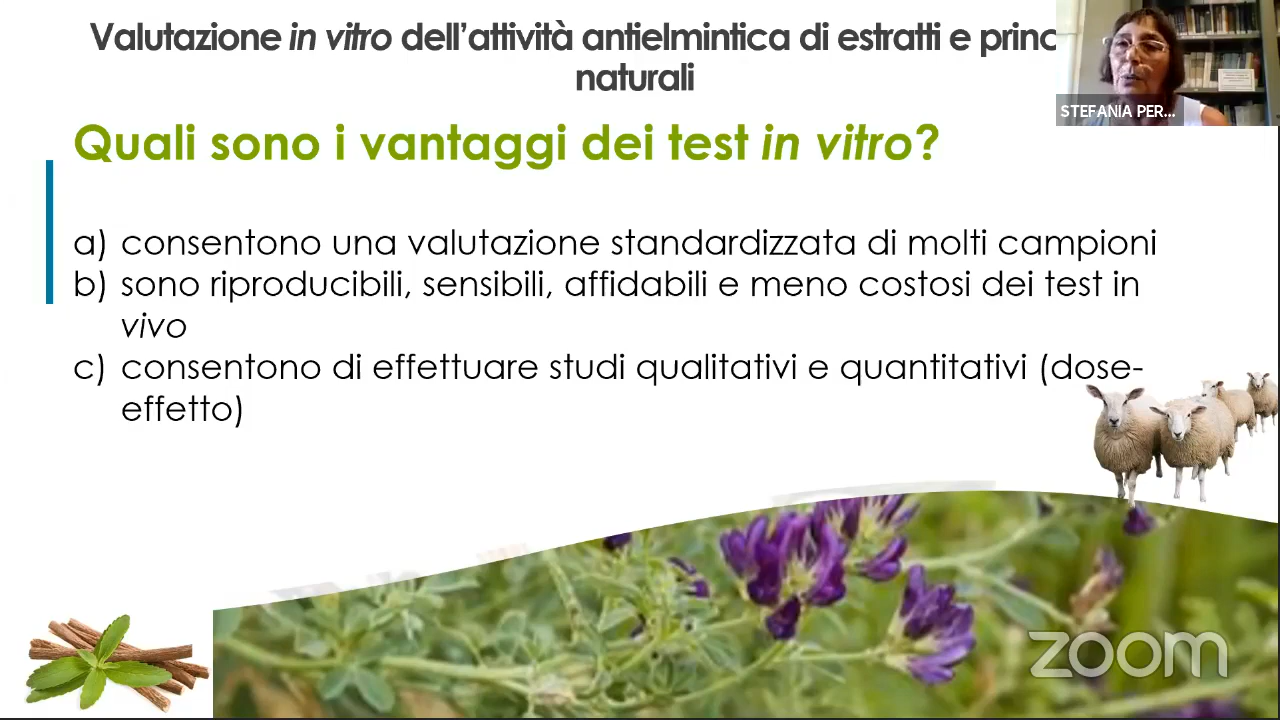 Valutazione in vitro dell'attività antielmintica di estratti e princ
naturali
STEFANIA PER...
Quali sono i vantaggi dei test in vitro?
a) consentono una valutazione standardizzata di molti campioni
b) sono riproducibili, sensibili, affidabili e meno costosi dei test in
vivo
c) consentono di effettuare studi qualitativi e quantitativi (dose-
effetto)
zoom